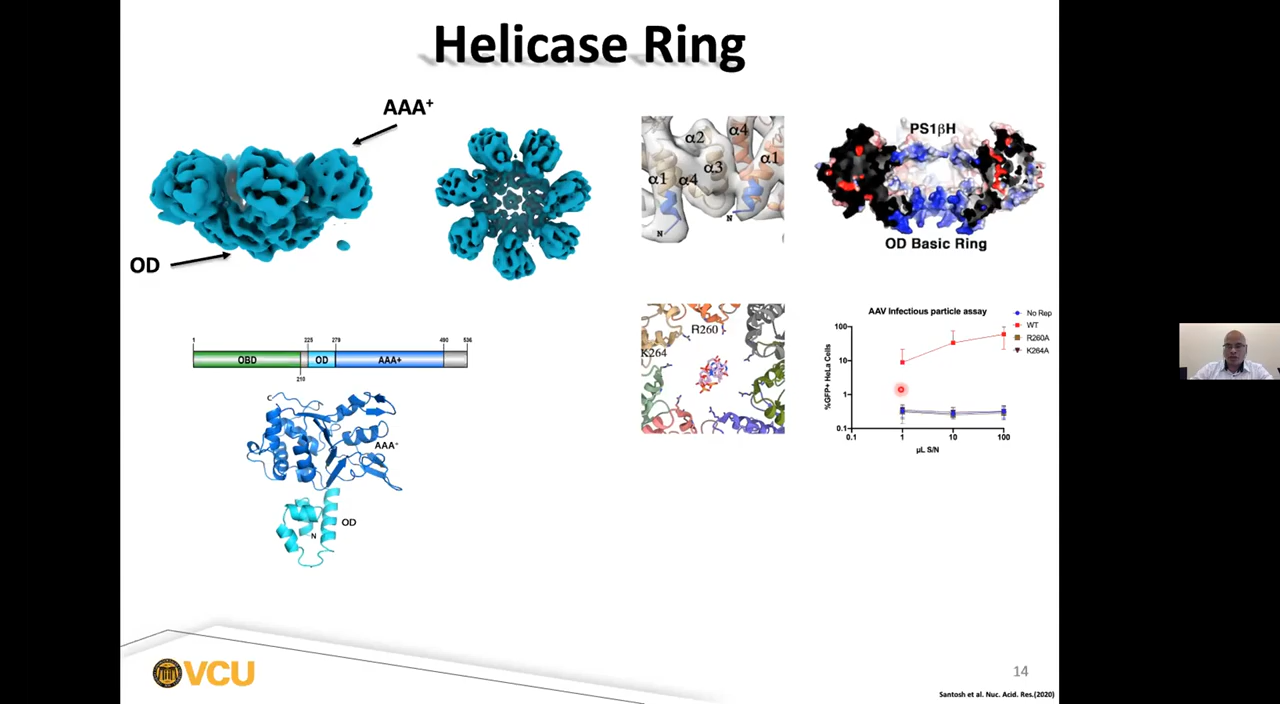 Helicase Ring
AAA+
OD
α2
α4
α1
α3
α1
α4
N
N
PS1βH
OD Basic Ring
1
225
279
490
536
OBD
OD
AAA+
210
C
AAA+
OD
N
R260
K264
AAV Infectious particle assay
%GFP+ HeLa Cells
100
10
1
0.1
0.1
1
10
100
µL S/N
No Rep
WT
R260A
K264A
VCU
14
Santosh et al. Nuc. Acid. Res.(2020)